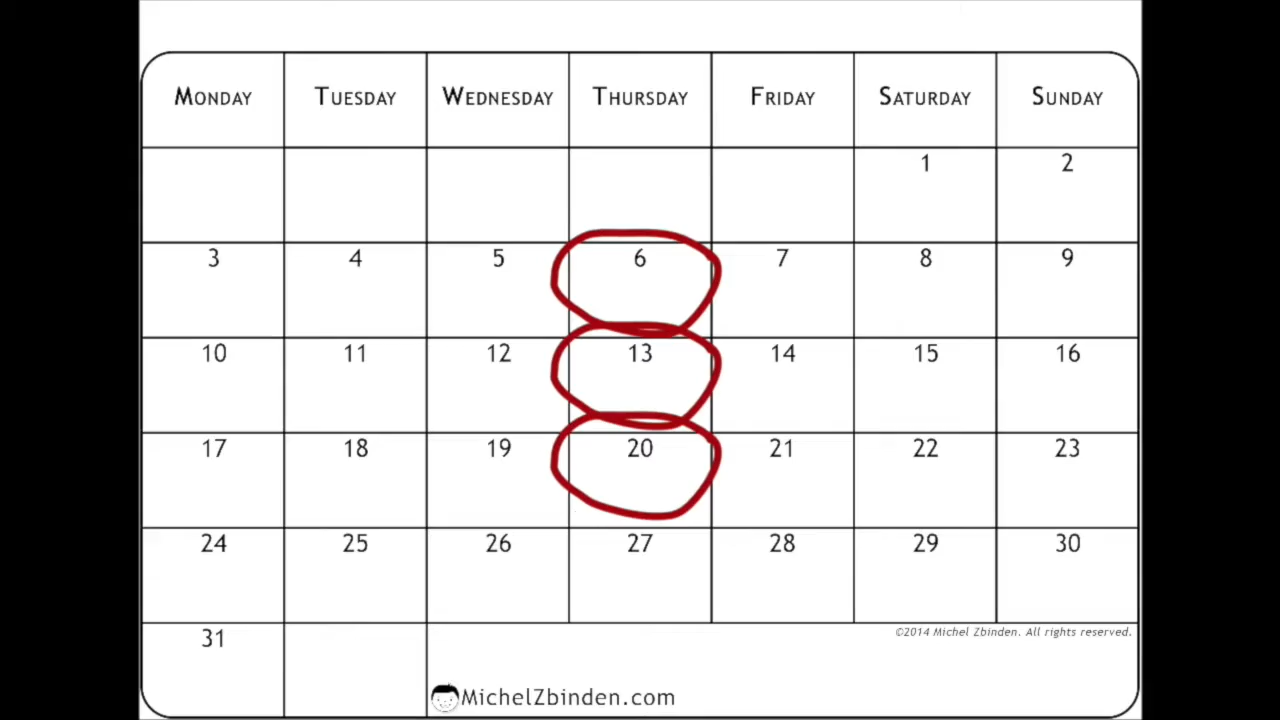 MONDAY TUESDAY WEDNESDAY THURSDAY FRIDAY SATURDAY SUNDAY
1 2
3 4 5 6 7 8 9
10 11 12 13 14 15 16
17 18 19 20 21 22 23
24 25 26 27 28 29 30
©2014 Michel Zbinden. All rights reserved.
31
MichelZbinden.com